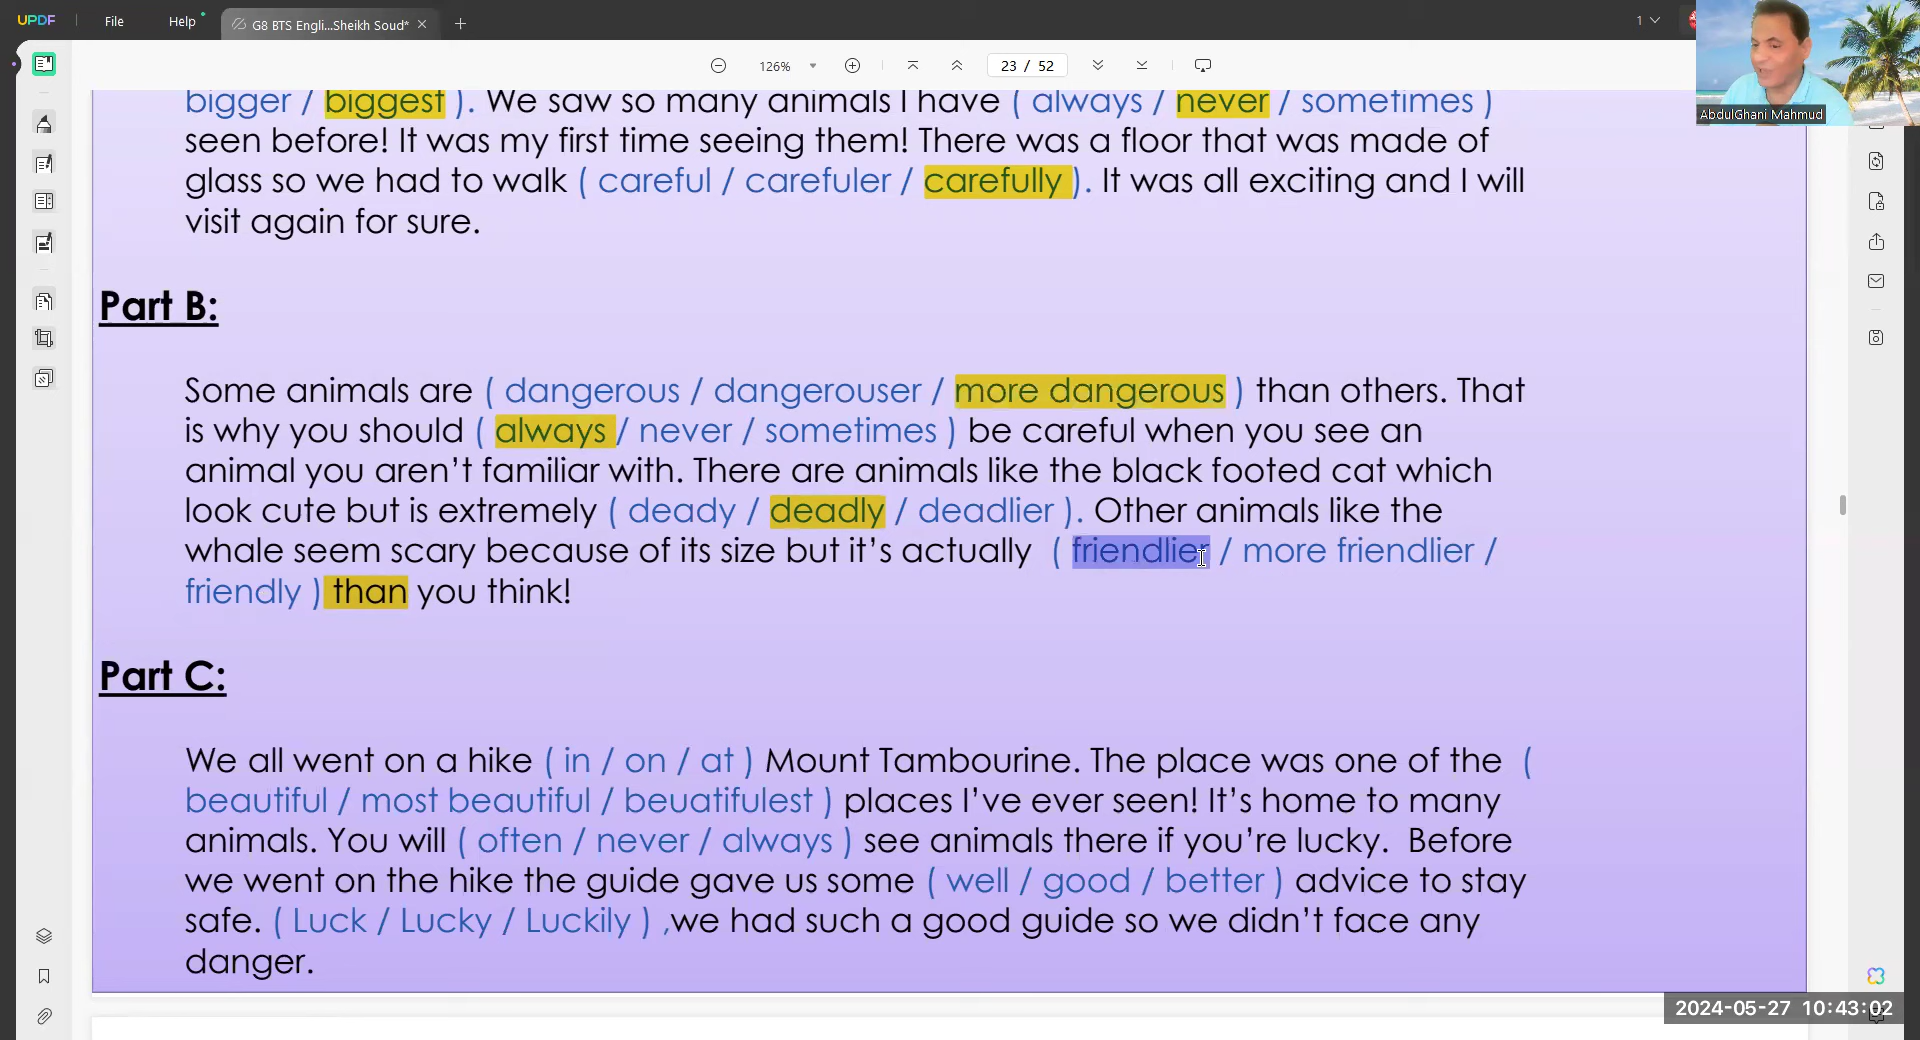 UPDF File Help G8 BTS Engli...Sheikh Soud* 1
126% 23 / 52
AbdulGhani Mahmud
bigger / biggest ). We saw so many animals I have ( always / never / sometimes )
seen before! It was my first time seeing them! There was a floor that was made of
glass so we had to walk ( careful / carefuler / carefully ). It was all exciting and I will
visit again for sure.
Part B:
Some animals are ( dangerous / dangerouser / more dangerous ) than others. That
is why you should ( always / never / sometimes ) be careful when you see an
animal you aren't familiar with. There are animals like the black footed cat which
look cute but is extremely ( deady / deadly / deadlier ). Other animals like the
whale seem scary because of its size but it's actually ( friendlier / more friendlier /
friendly ) than you think!
Part C:
We all went on a hike ( in / on / at ) Mount Tambourine. The place was one of the (
beautiful / most beautiful / beuatifulest ) places I've ever seen! It's home to many
animals. You will ( often / never / always ) see animals there if you're lucky. Before
we went on the hike the guide gave us some ( well / good / better ) advice to stay
safe. ( Luck / Lucky / Luckily ) ,we had such a good guide so we didn't face any
danger.
2024-05-27 10:43:02